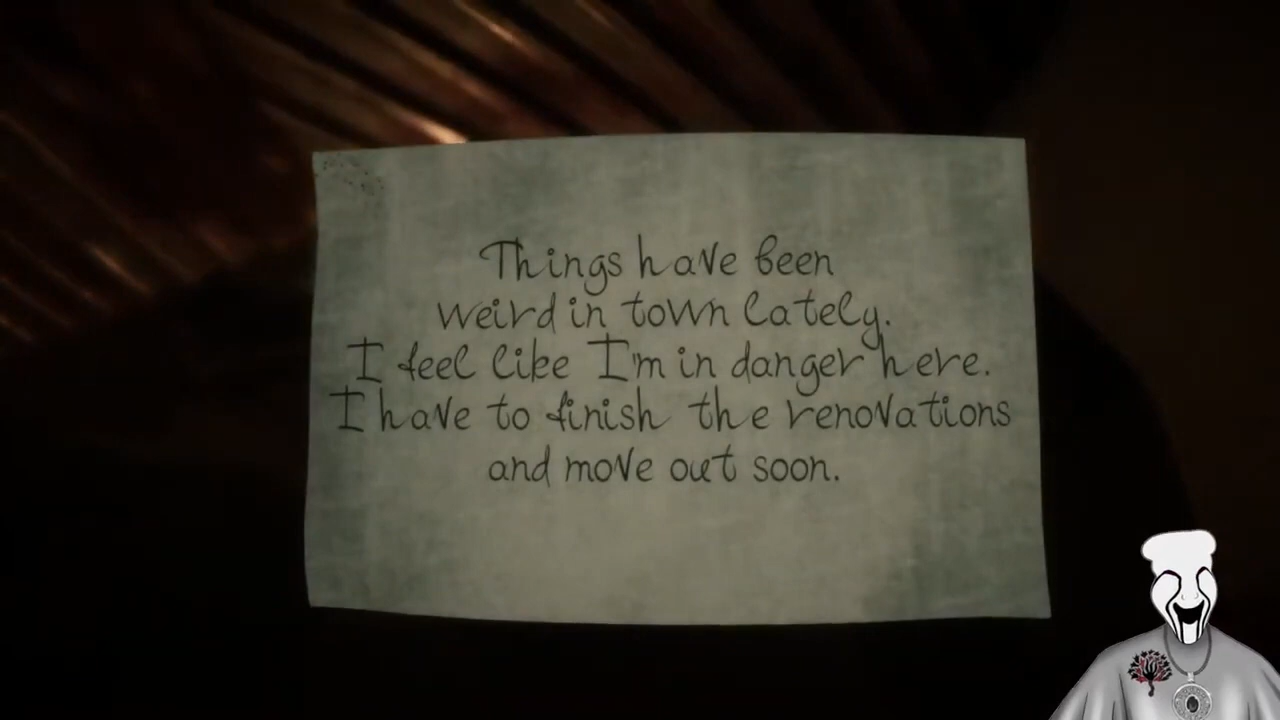 Things have been
weird in town lately.
I feel like I'm in danger here.
I have to finish the renovations
and move out soon.